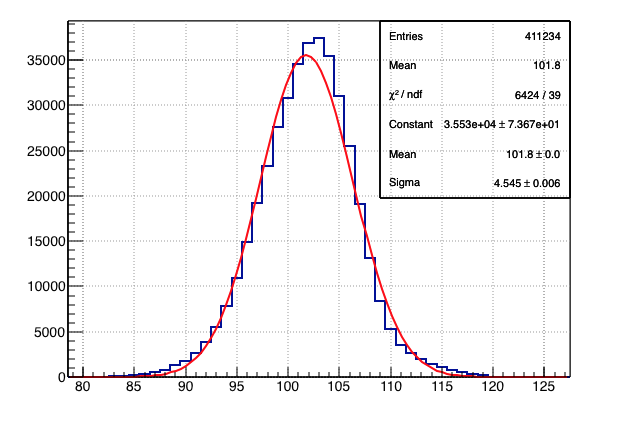 Entries 411234
Mean 101.8
χ² / ndf 6424 / 39
Constant 3.553e+04 ± 7.367e+01
Mean 101.8 ± 0.0
Sigma 4.545 ± 0.006
35000
30000
25000
20000
15000
10000
5000
0
80 85 90 95 100 105 110 115 120 125